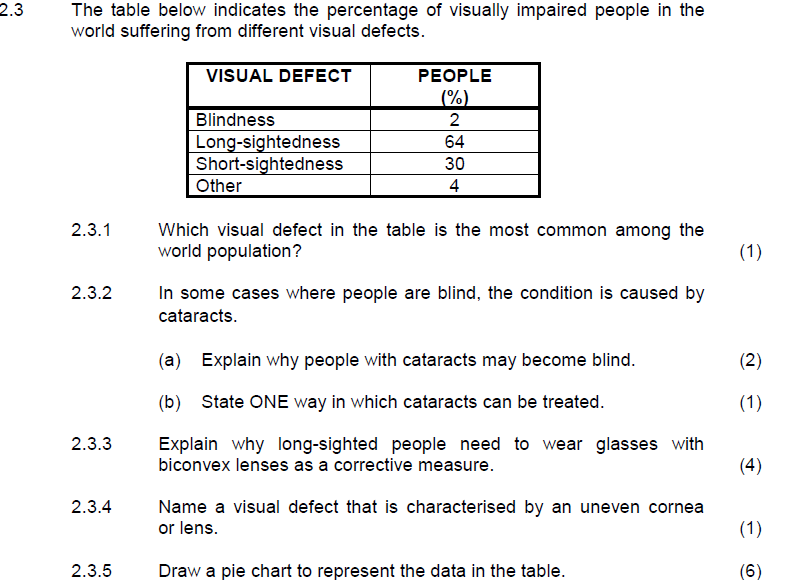 2.3 The table below indicates the percentage of visually impaired people in the
world suffering from different visual defects.
VISUAL DEFECT PEOPLE
(%)
Blindness 2
Long-sightedness 64
Short-sightedness 30
Other 4
2.3.1 Which visual defect in the table is the most common among the
world population? (1)
2.3.2 In some cases where people are blind, the condition is caused by
cataracts.
(a) Explain why people with cataracts may become blind. (2)
(b) State ONE way in which cataracts can be treated. (1)
2.3.3 Explain why long-sighted people need to wear glasses with
biconvex lenses as a corrective measure. (4)
2.3.4 Name a visual defect that is characterised by an uneven cornea
or lens. (1)
2.3.5 Draw a pie chart to represent the data in the table. (6)